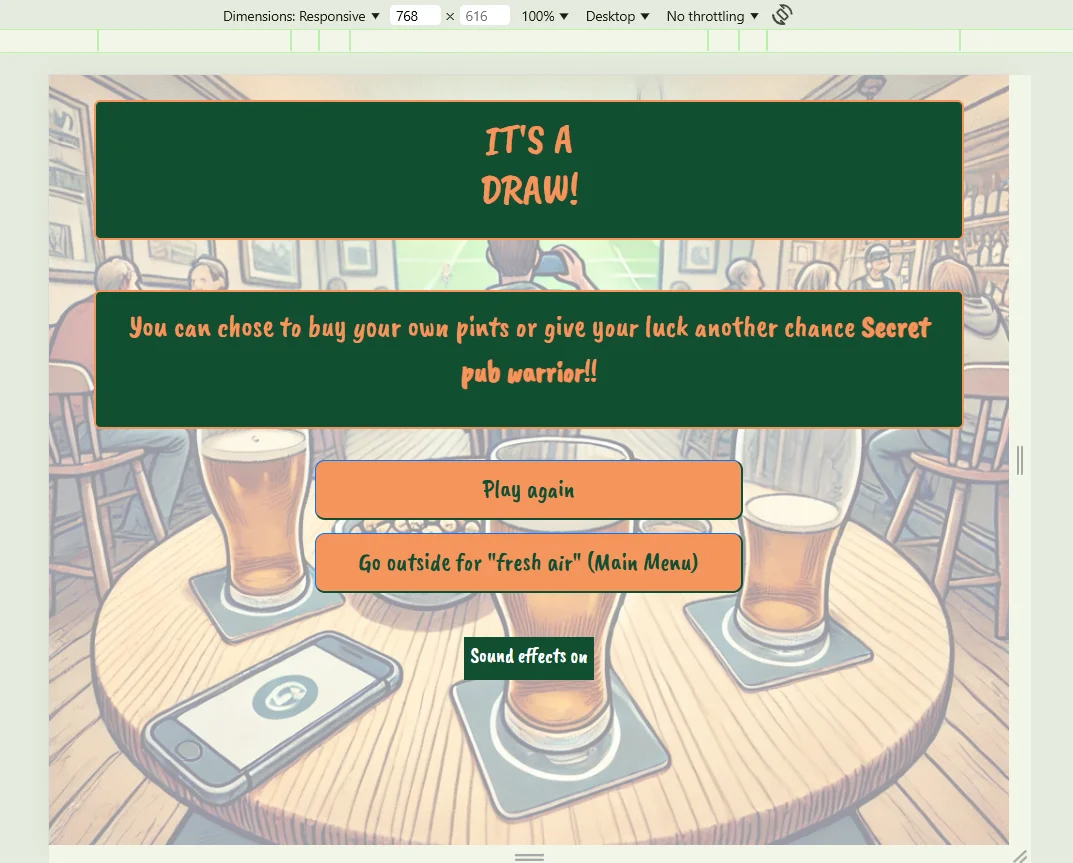 Dimensions: Responsive ▼ 768 × 616 100% ▼ Desktop ▼ No throttling ▼
IT'S A
DRAW!
You can chose to buy your own pints or give your luck another chance Secret
pub warrior!!
Play again
Go outside for "fresh air" (Main Menu)
Sound effects on